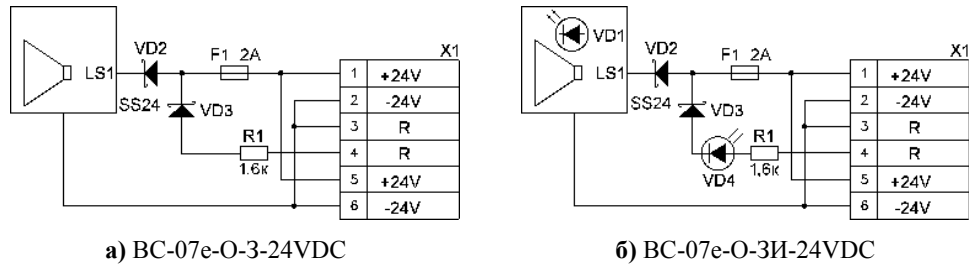 LS1
VD2
SS24
VD3
F1 2A
R1
1.6к
X1
1 +24V
2 -24V
3 R
4 R
5 +24V
6 -24V
а) ВС-07е-О-З-24VDC
VD1
LS1
VD2
SS24
VD3
F1 2A
VD4
R1
1,6к
X1
1 +24V
2 -24V
3 R
4 R
5 +24V
6 -24V
б) ВС-07е-О-ЗИ-24VDC